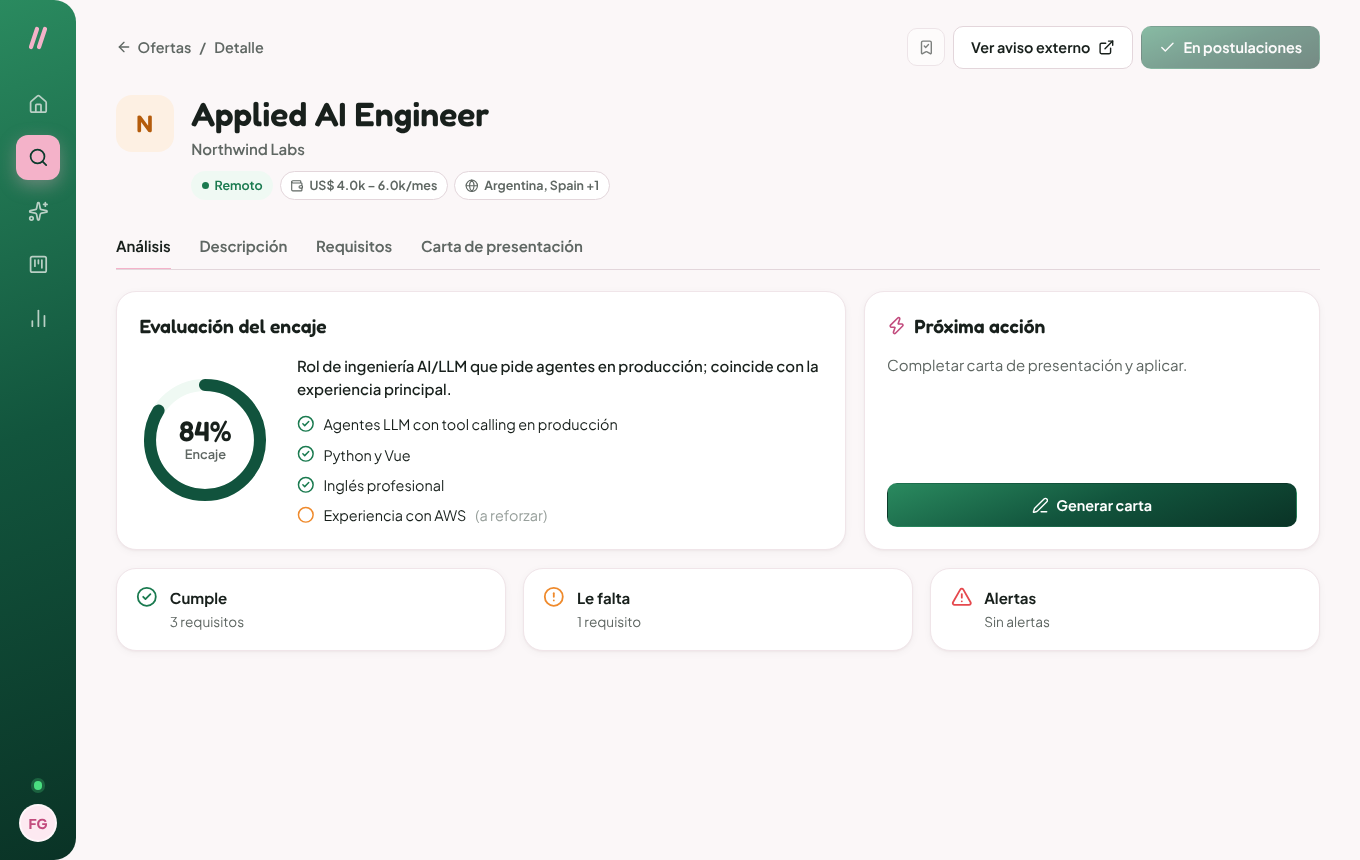 Ofertas / Detalle
Ver aviso externo
En postulaciones
N
Applied AI Engineer
Northwind Labs
Remoto
US$ 4.0k – 6.0k/mes
Argentina, Spain +1
Análisis
Descripción
Requisitos
Carta de presentación
Evaluación del encaje
84%
Encaje
Rol de ingeniería AI/LLM que pide agentes en producción; coincide con la
experiencia principal.
Agentes LLM con tool calling en producción
Python y Vue
Inglés profesional
Experiencia con AWS (a reforzar)
Próxima acción
Completar carta de presentación y aplicar.
Generar carta
Cumple
3 requisitos
Le falta
1 requisito
Alertas
Sin alertas
FG